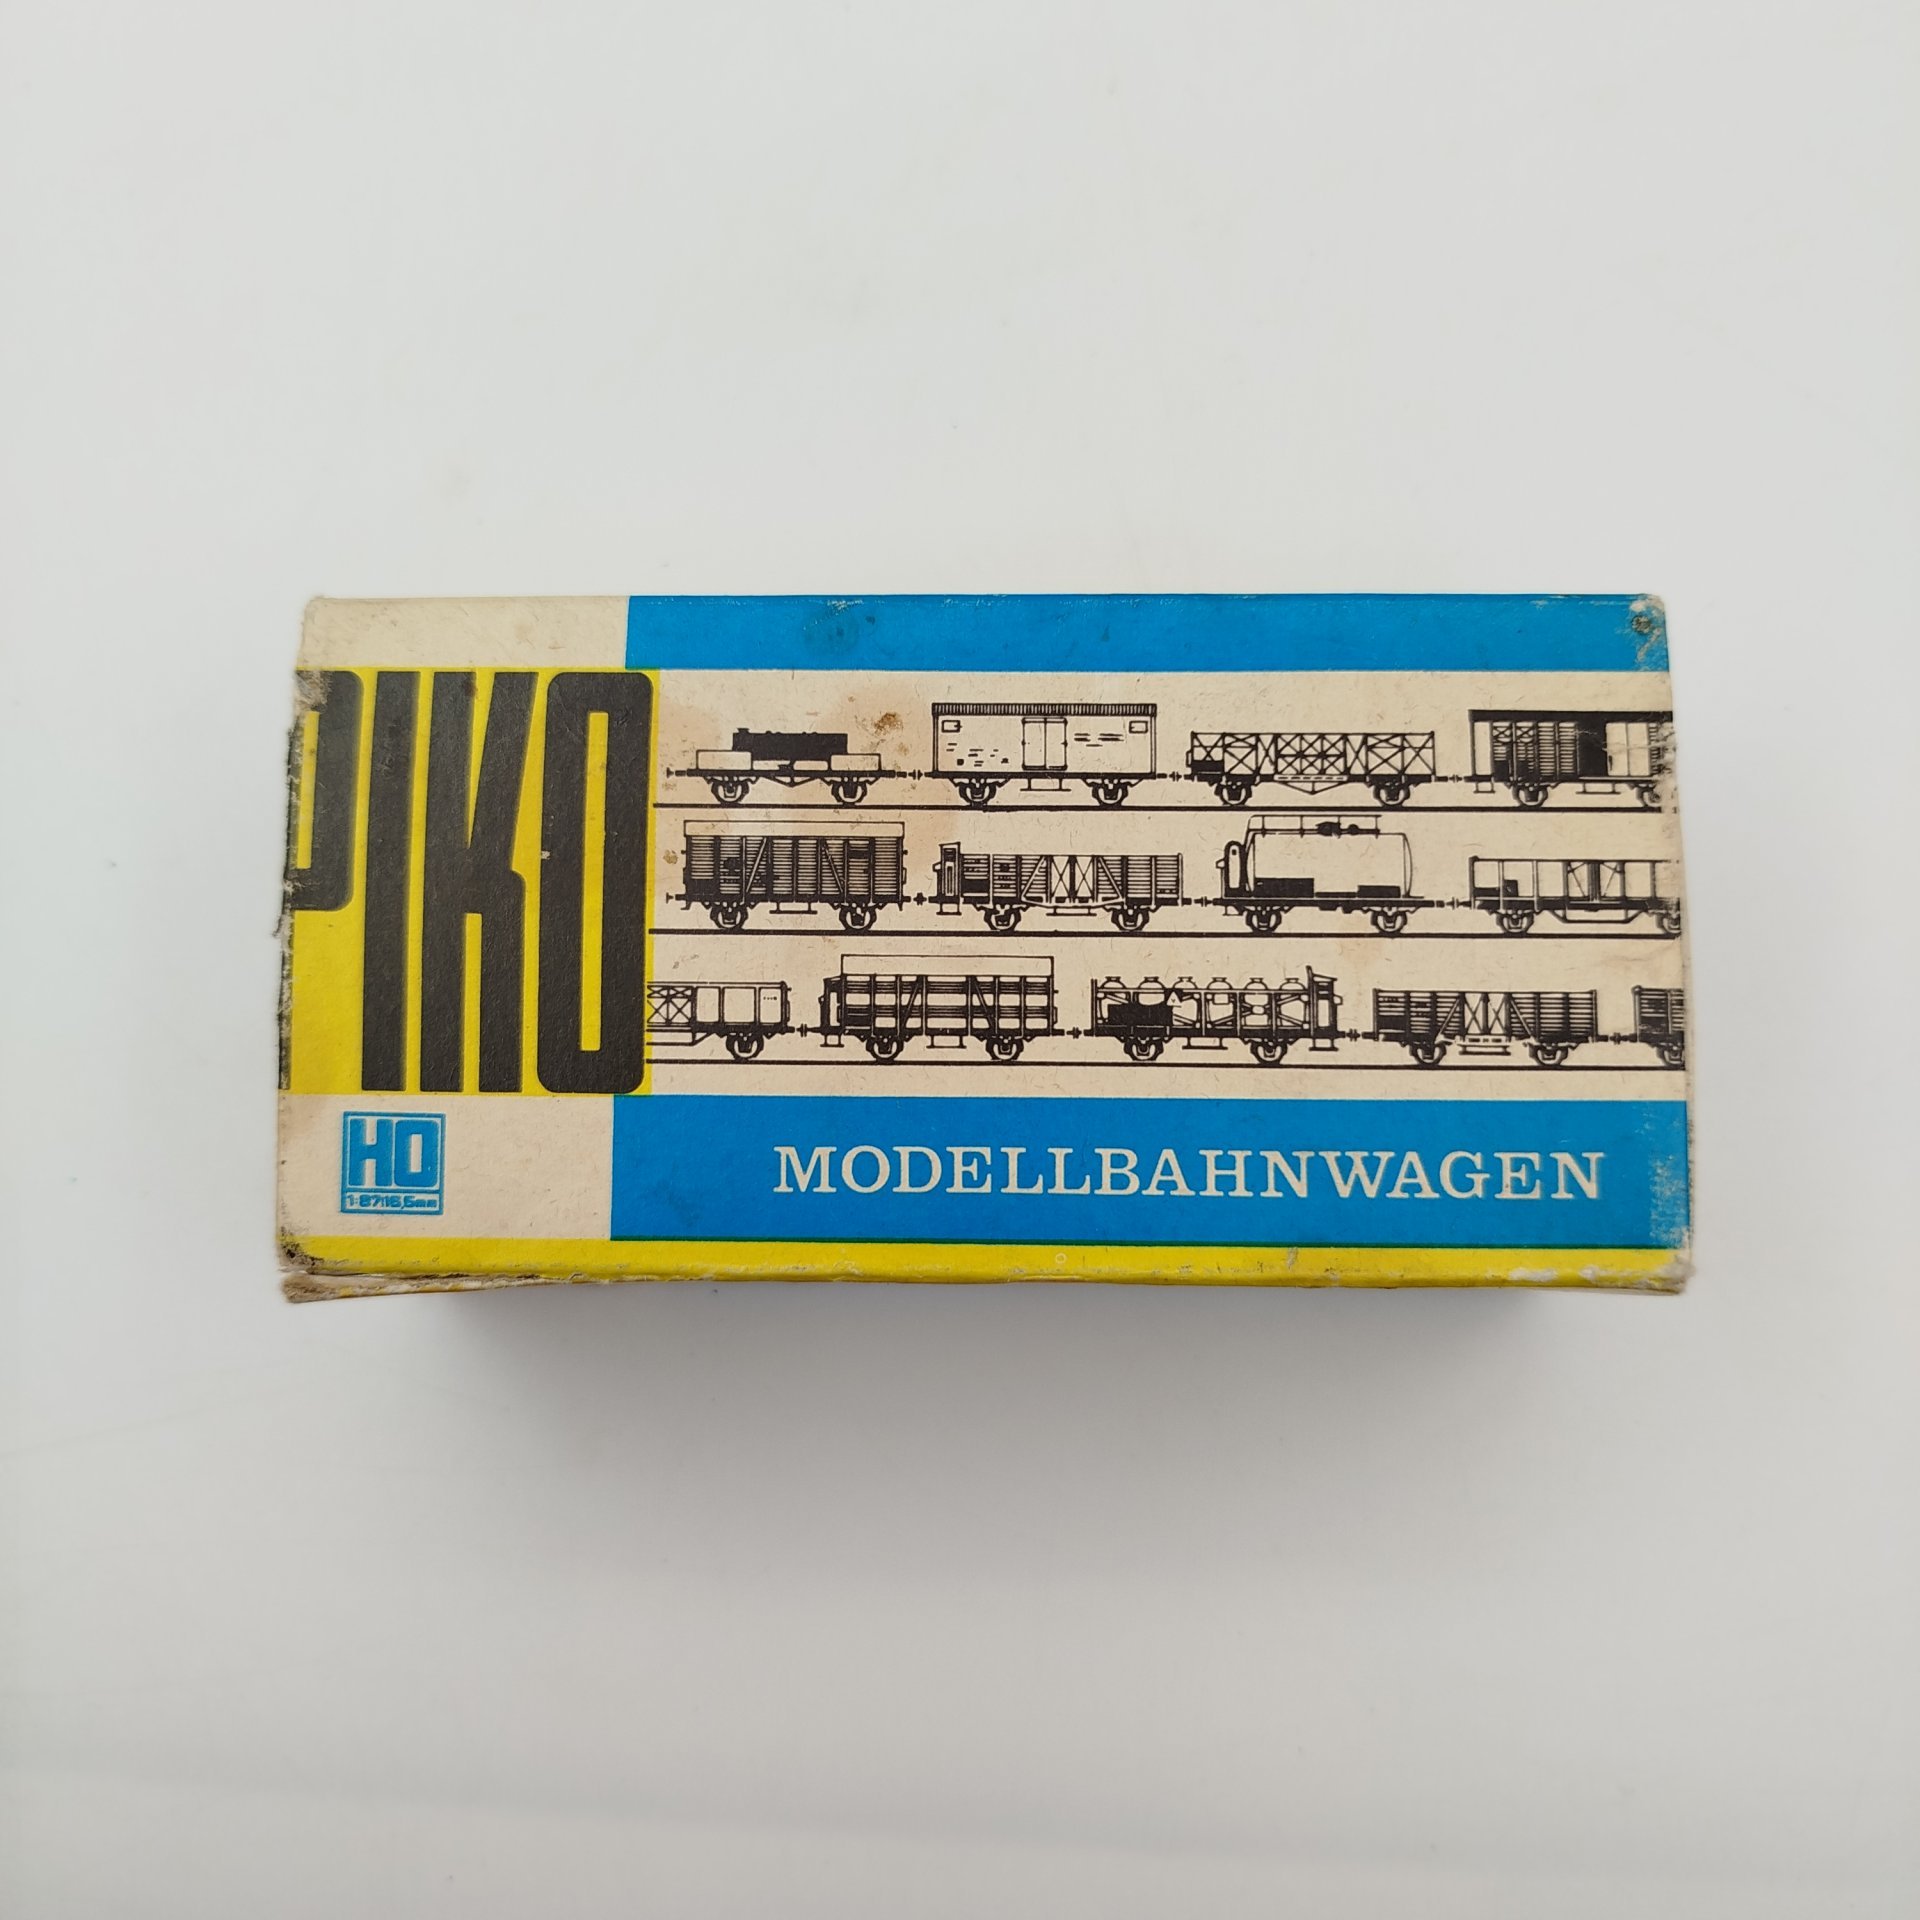 PIKO
HO
1:87/16,5mm
MODELLBAHNWAGEN